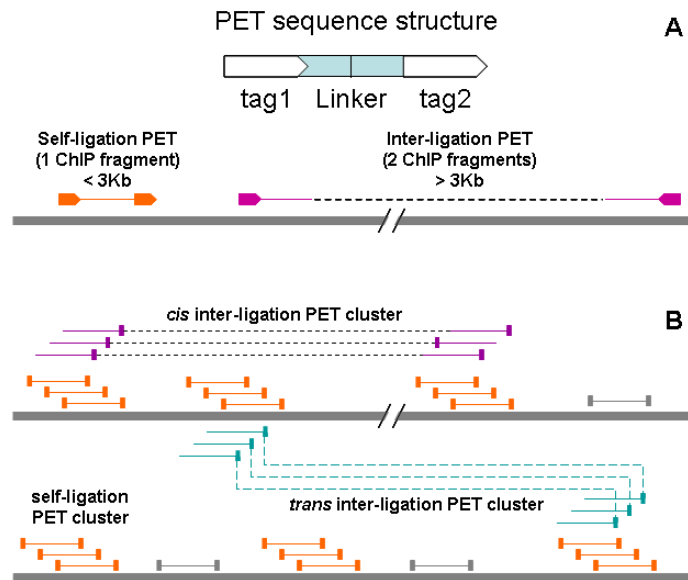 PET sequence structure
A
tag1 Linker tag2
Self-ligation PET
(1 ChIP fragment)
< 3Kb
Inter-ligation PET
(2 ChIP fragments)
> 3Kb
cis inter-ligation PET cluster
B
self-ligation
PET cluster
trans inter-ligation PET cluster